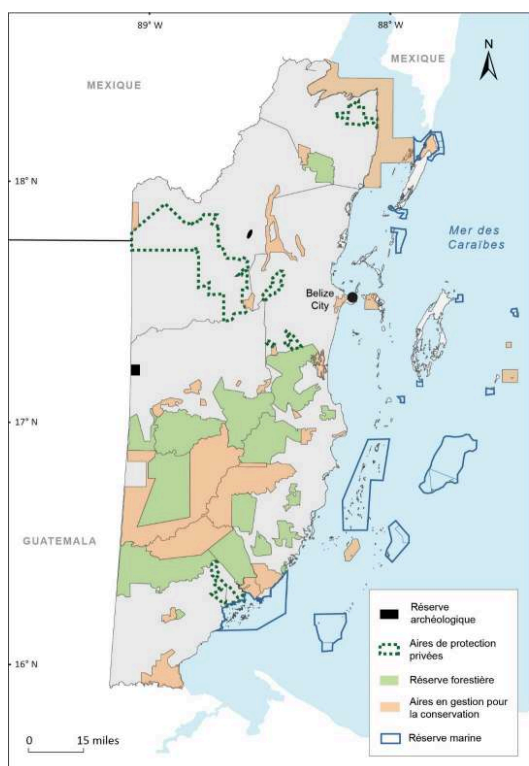 89° W
88° W
MEXIQUE
MEXIQUE
N
18° N
Mer des
Caraïbes
Belize
City
17° N
GUATEMALA
16° N
Réserve
archéologique
Aires de protection
privées
Réserve forestière
Aires en gestion pour
la conservation
Réserve marine
0 15 miles